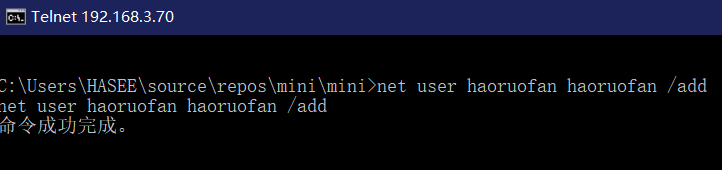 Telnet 192.168.3.70
C:\Users\HASEE\source\repos\mini\mini>net user haoruofan haoruofan /add
net user haoruofan haoruofan /add
命令成功完成。